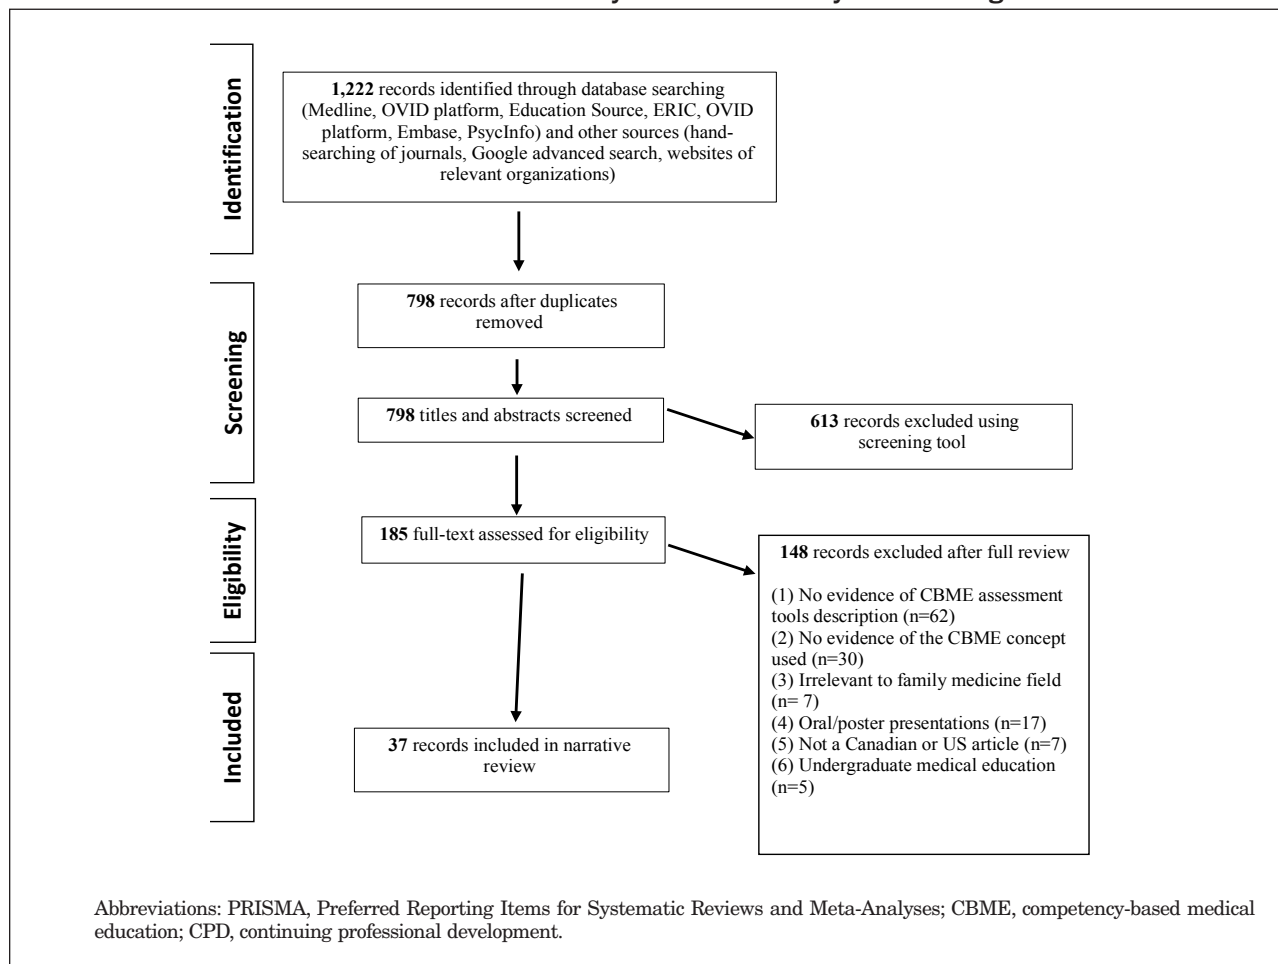 Identification
1,222 records identified through database searching
(Medline, OVID platform, Education Source, ERIC, OVID
platform, Embase, PsycInfo) and other sources (hand-
searching of journals, Google advanced search, websites of
relevant organizations)
Screening
798 records after duplicates
removed
798 titles and abstracts screened
613 records excluded using
screening tool
Eligibility
185 full-text assessed for eligibility
148 records excluded after full review
(1) No evidence of CBME assessment
tools description (n=62)
(2) No evidence of the CBME concept
used (n=30)
(3) Irrelevant to family medicine field
(n= 7)
(4) Oral/poster presentations (n=17)
(5) Not a Canadian or US article (n=7)
(6) Undergraduate medical education
(n=5)
Included
37 records included in narrative
review
Abbreviations: PRISMA, Preferred Reporting Items for Systematic Reviews and Meta-Analyses; CBME, competency-based medical
education; CPD, continuing professional development.